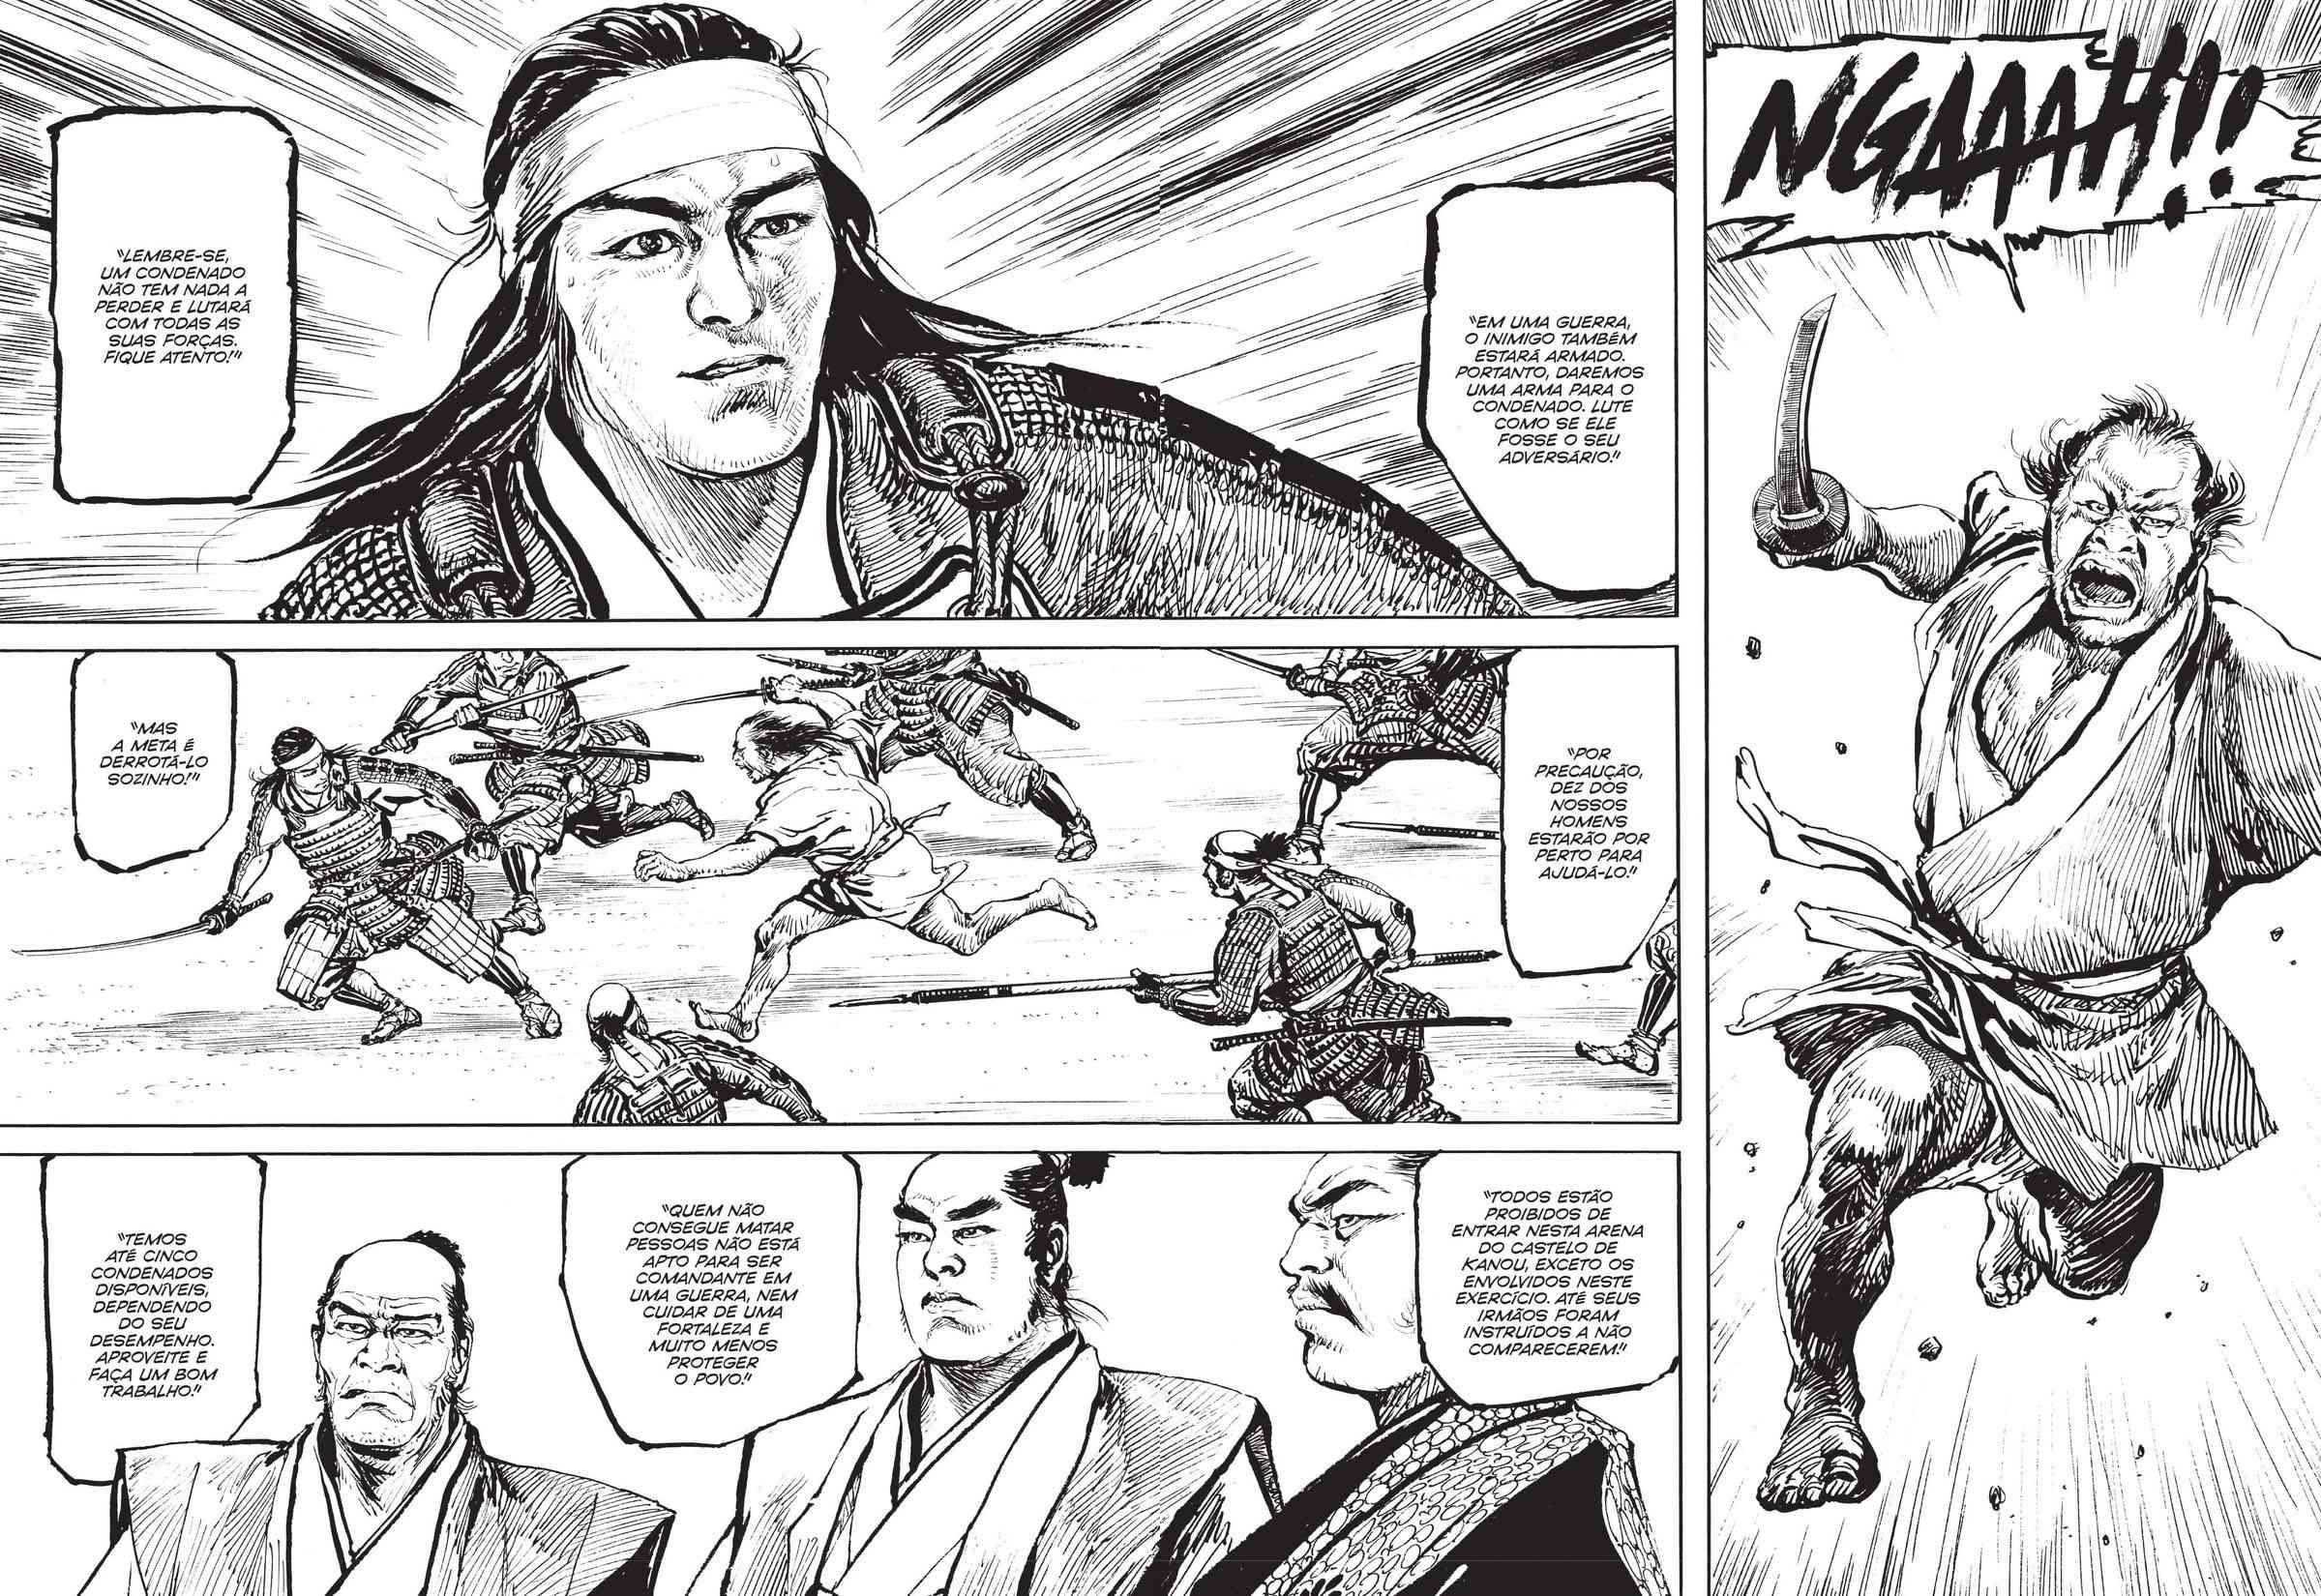 NGAAAH!!
"EM UMA GUERRA,
O INIMIGO TAMBÉM
ESTARÁ ARMADO.
PORTANTO, DAREMOS
UMA ARMA PARA O
CONDENADO. LUTE
COMO SE ELE
FOSSE O SEU
ADVERSÁRIO."
"LEMBRE-SE,
UM CONDENADO
NÃO TEM NADA A
PERDER E LUTARÁ
COM TODAS AS
SUAS FORÇAS.
FIQUE ATENTO!"
"POR
PRECAUÇÃO,
DEZ DOS
NOSSOS
HOMENS
ESTARÃO POR
PERTO PARA
AJUDÁ-LO."
"MAS
A META É
DERROTÁ-LO
SOZINHO!"
"TODOS ESTÃO
PROIBIDOS DE
ENTRAR NESTA ARENA
DO CASTELO DE
KANOU, EXCETO OS
ENVOLVIDOS NESTE
EXERCÍCIO. ATÉ SEUS
IRMÃOS FORAM
INSTRUÍDOS A NÃO
COMPARECEREM."
"QUEM NÃO
CONSEGUE MATAR
PESSOAS NÃO ESTÁ
APTO PARA SER
COMANDANTE EM
UMA GUERRA, NEM
CUIDAR DE UMA
FORTALEZA E
MUITO MENOS
PROTEGER
O POVO."
"TEMOS
ATÉ CINCO
CONDENADOS
DISPONÍVEIS,
DEPENDENDO
DO SEU
DESEMPENHO.
APROVEITE E
FAÇA UM BOM
TRABALHO."